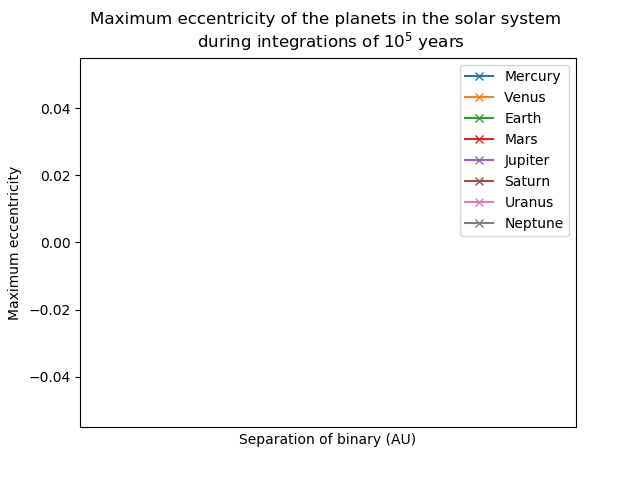 Maximum eccentricity of the planets in the solar system
during integrations of 10⁵ years
Mercury
Venus
Earth
Mars
Jupiter
Saturn
Uranus
Neptune
0.04
0.02
0.00
−0.02
−0.04
Maximum eccentricity
Separation of binary (AU)